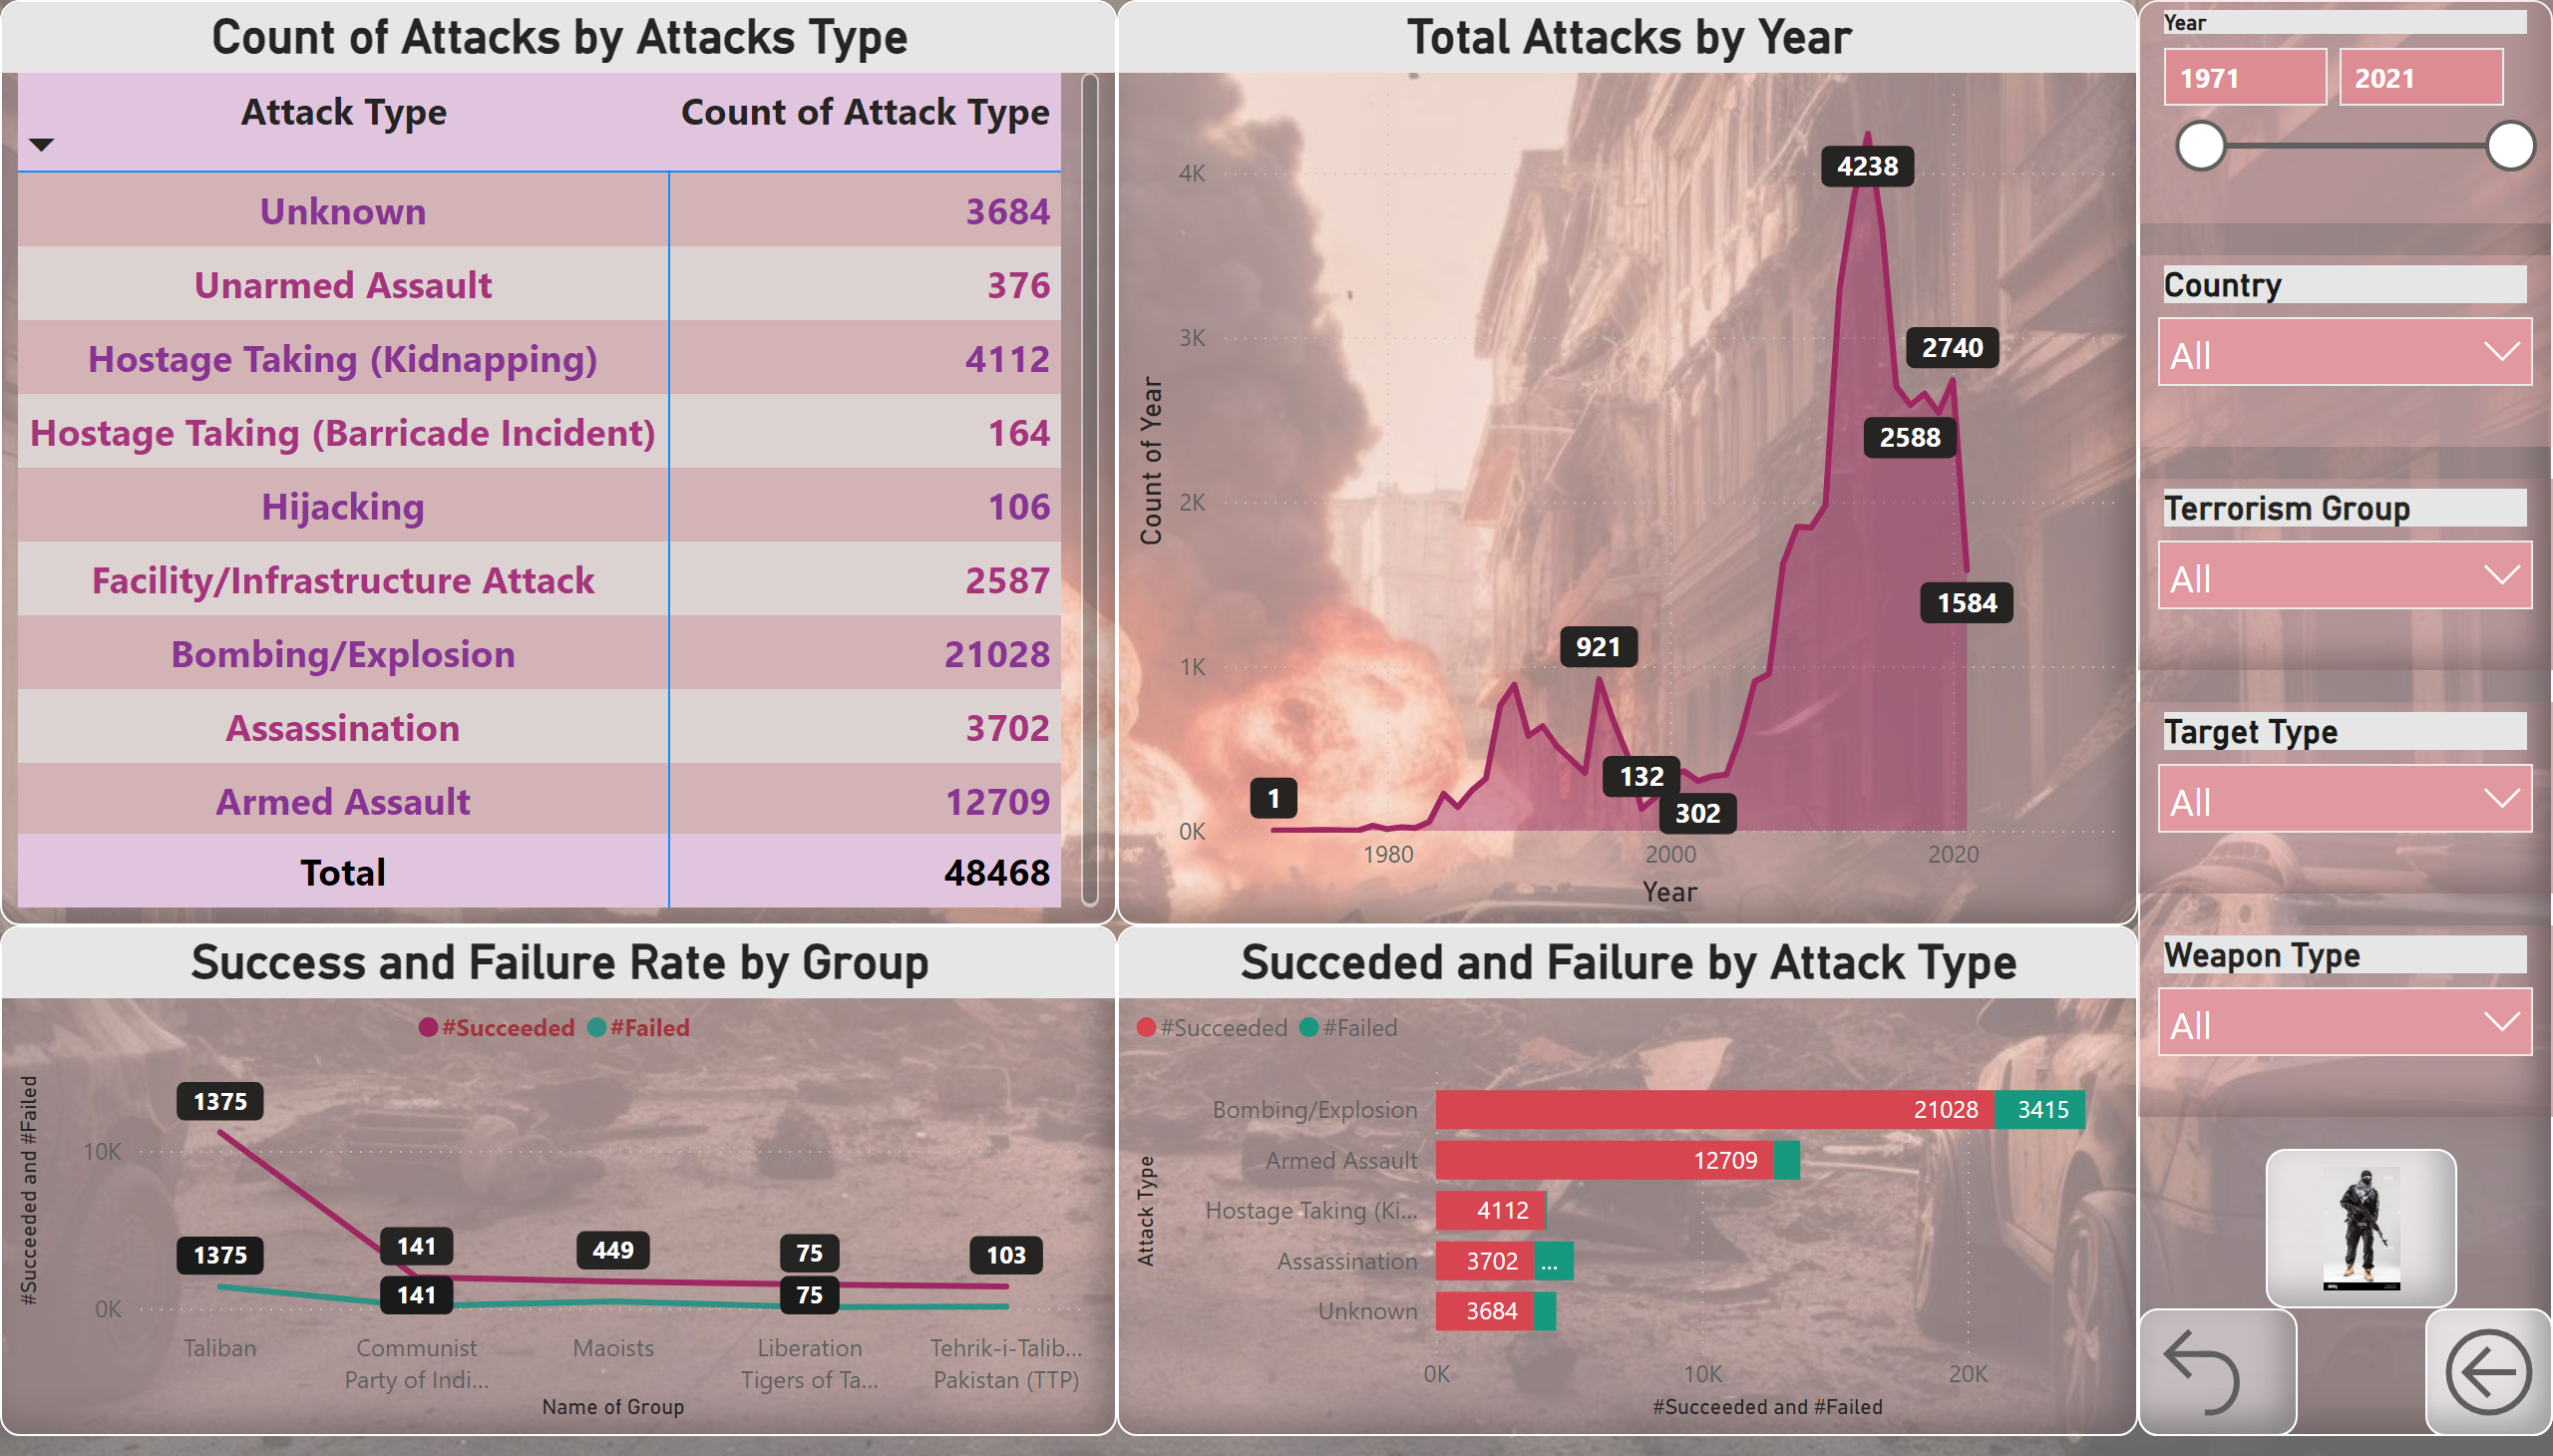 Count of Attacks by Attacks Type
Attack Type Count of Attack Type
Unknown 3684
Unarmed Assault 376
Hostage Taking (Kidnapping) 4112
Hostage Taking (Barricade Incident) 164
Hijacking 106
Facility/Infrastructure Attack 2587
Bombing/Explosion 21028
Assassination 3702
Armed Assault 12709
Total 48468
Total Attacks by Year
Count of Year
4K
3K
2K
1K
0K
1
921
132
302
4238
2588
2740
1584
1980 2000 2020
Year
Year
1971 2021
Country
All
Terrorism Group
All
Target Type
All
Weapon Type
All
Success and Failure Rate by Group
#Succeeded #Failed
#Succeeded and #Failed
10K
0K
1375
1375
141
141
449
75
75
103
Taliban
Communist
Party of Indi...
Maoists
Liberation
Tigers of Ta...
Tehrik-i-Talib...
Pakistan (TTP)
Name of Group
Succeded and Failure by Attack Type
#Succeeded #Failed
Attack Type
Bombing/Explosion 21028 3415
Armed Assault 12709
Hostage Taking (Ki... 4112
Assassination 3702 ...
Unknown 3684
0K 10K 20K
#Succeeded and #Failed